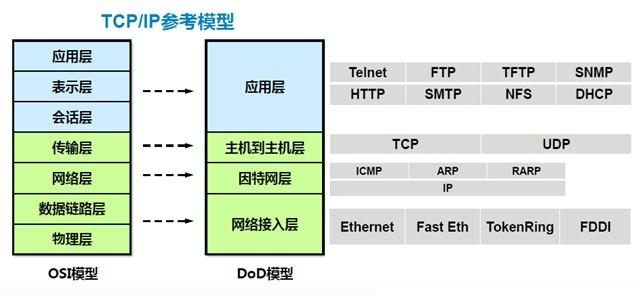 TCP/IP参考模型
应用层
表示层
会话层
传输层
网络层
数据链路层
物理层
OSI模型
应用层
主机到主机层
因特网层
网络接入层
DoD模型
Telnet FTP TFTP SNMP
HTTP SMTP NFS DHCP
TCP UDP
ICMP ARP RARP
IP
Ethernet Fast Eth TokenRing FDDI